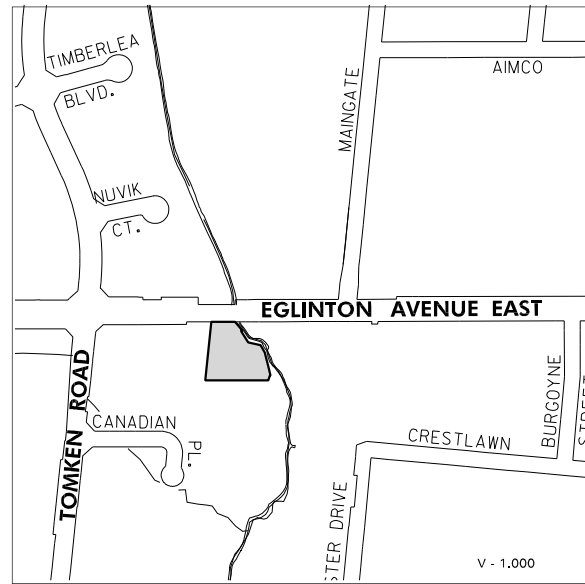 TIMBERLEA
BLVD.
AIMCO
MAINGATE
NUVIK
CT.
EGLINTON AVENUE EAST
TOMKEN ROAD
CANADIAN
PL.
CRESTLAWN
BURGOYNE
STREET
STER DRIVE
V - 1.000